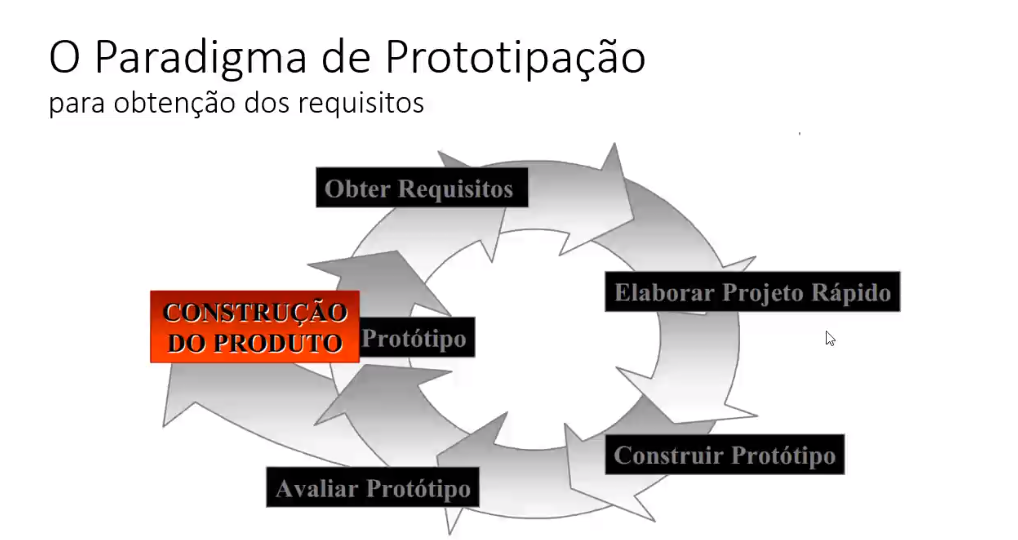 O Paradigma de Prototipação
para obtenção dos requisitos
Obter Requisitos
Elaborar Projeto Rápido
CONSTRUÇÃO
DO PRODUTO
Protótipo
Construir Protótipo
Avaliar Protótipo